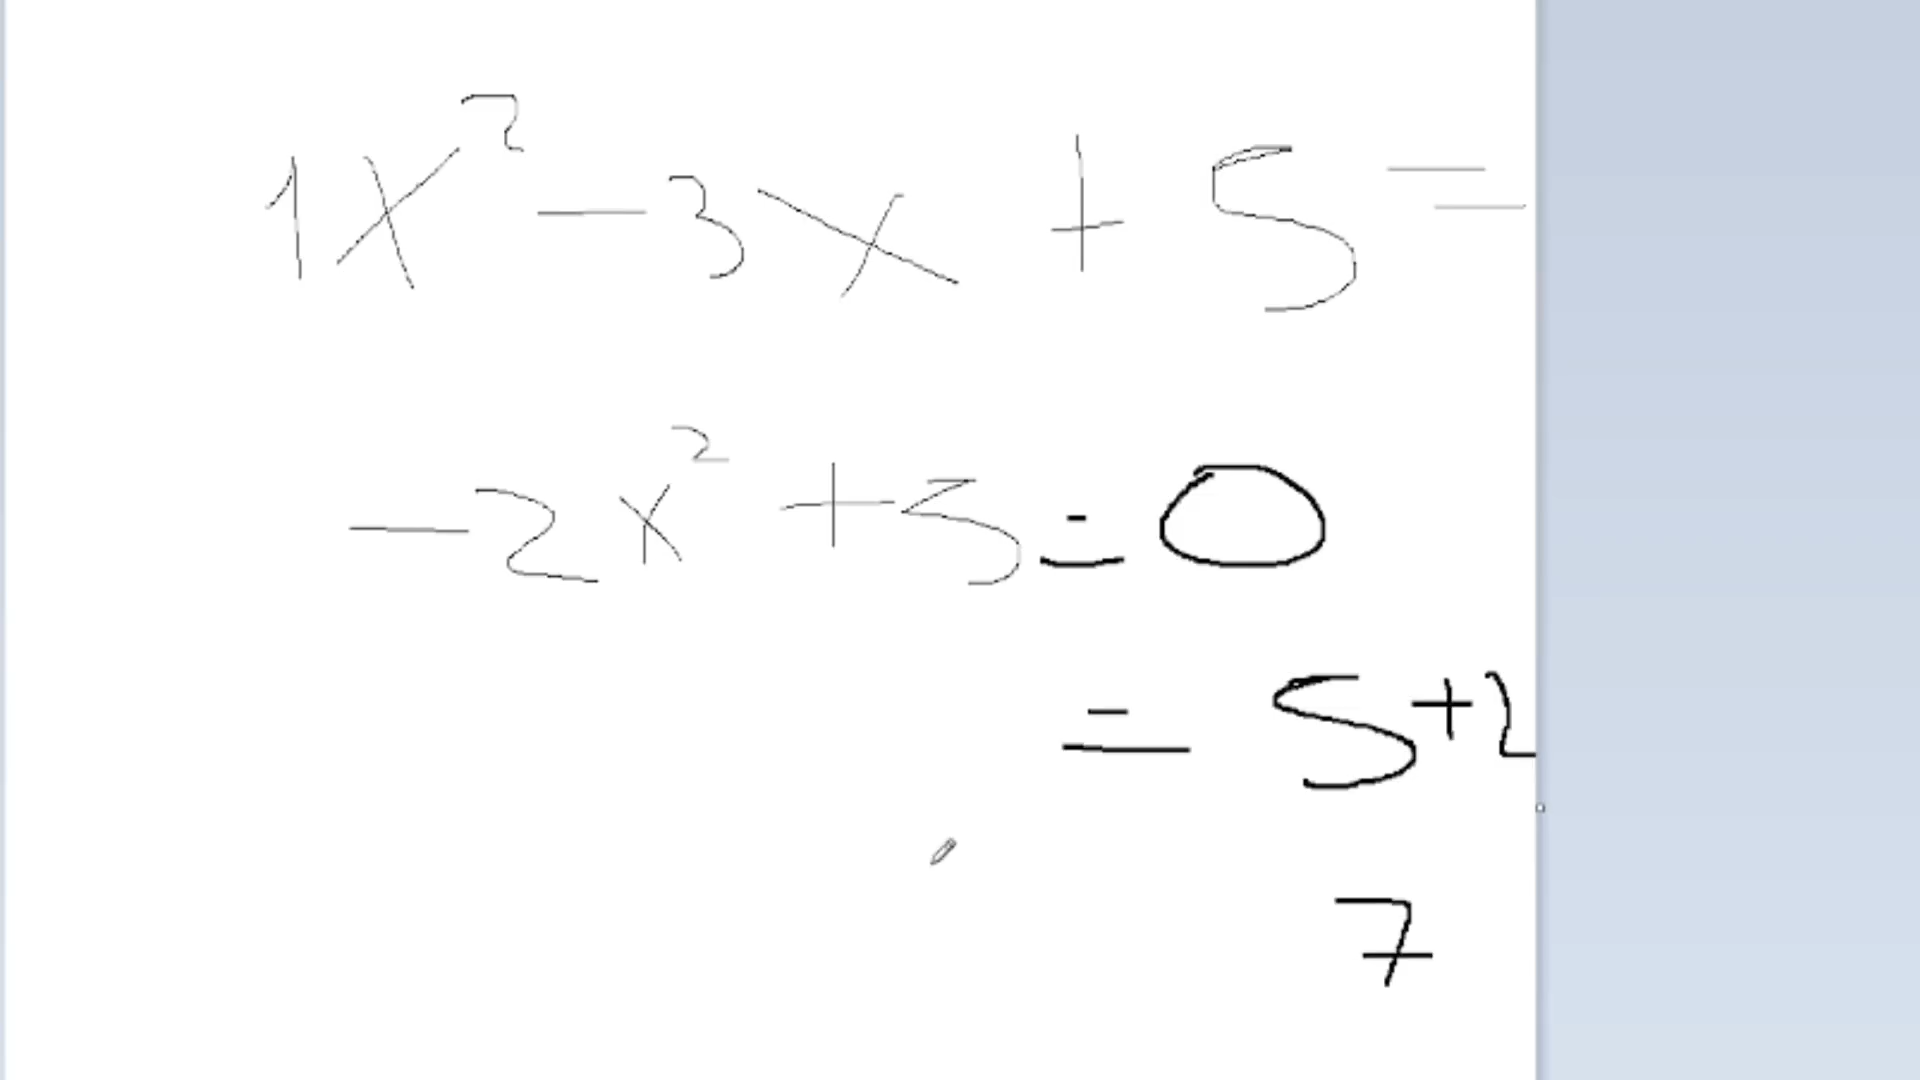 1x² - 3x + 5 =
-2x² + 3 = 0
= 5 + 2
7